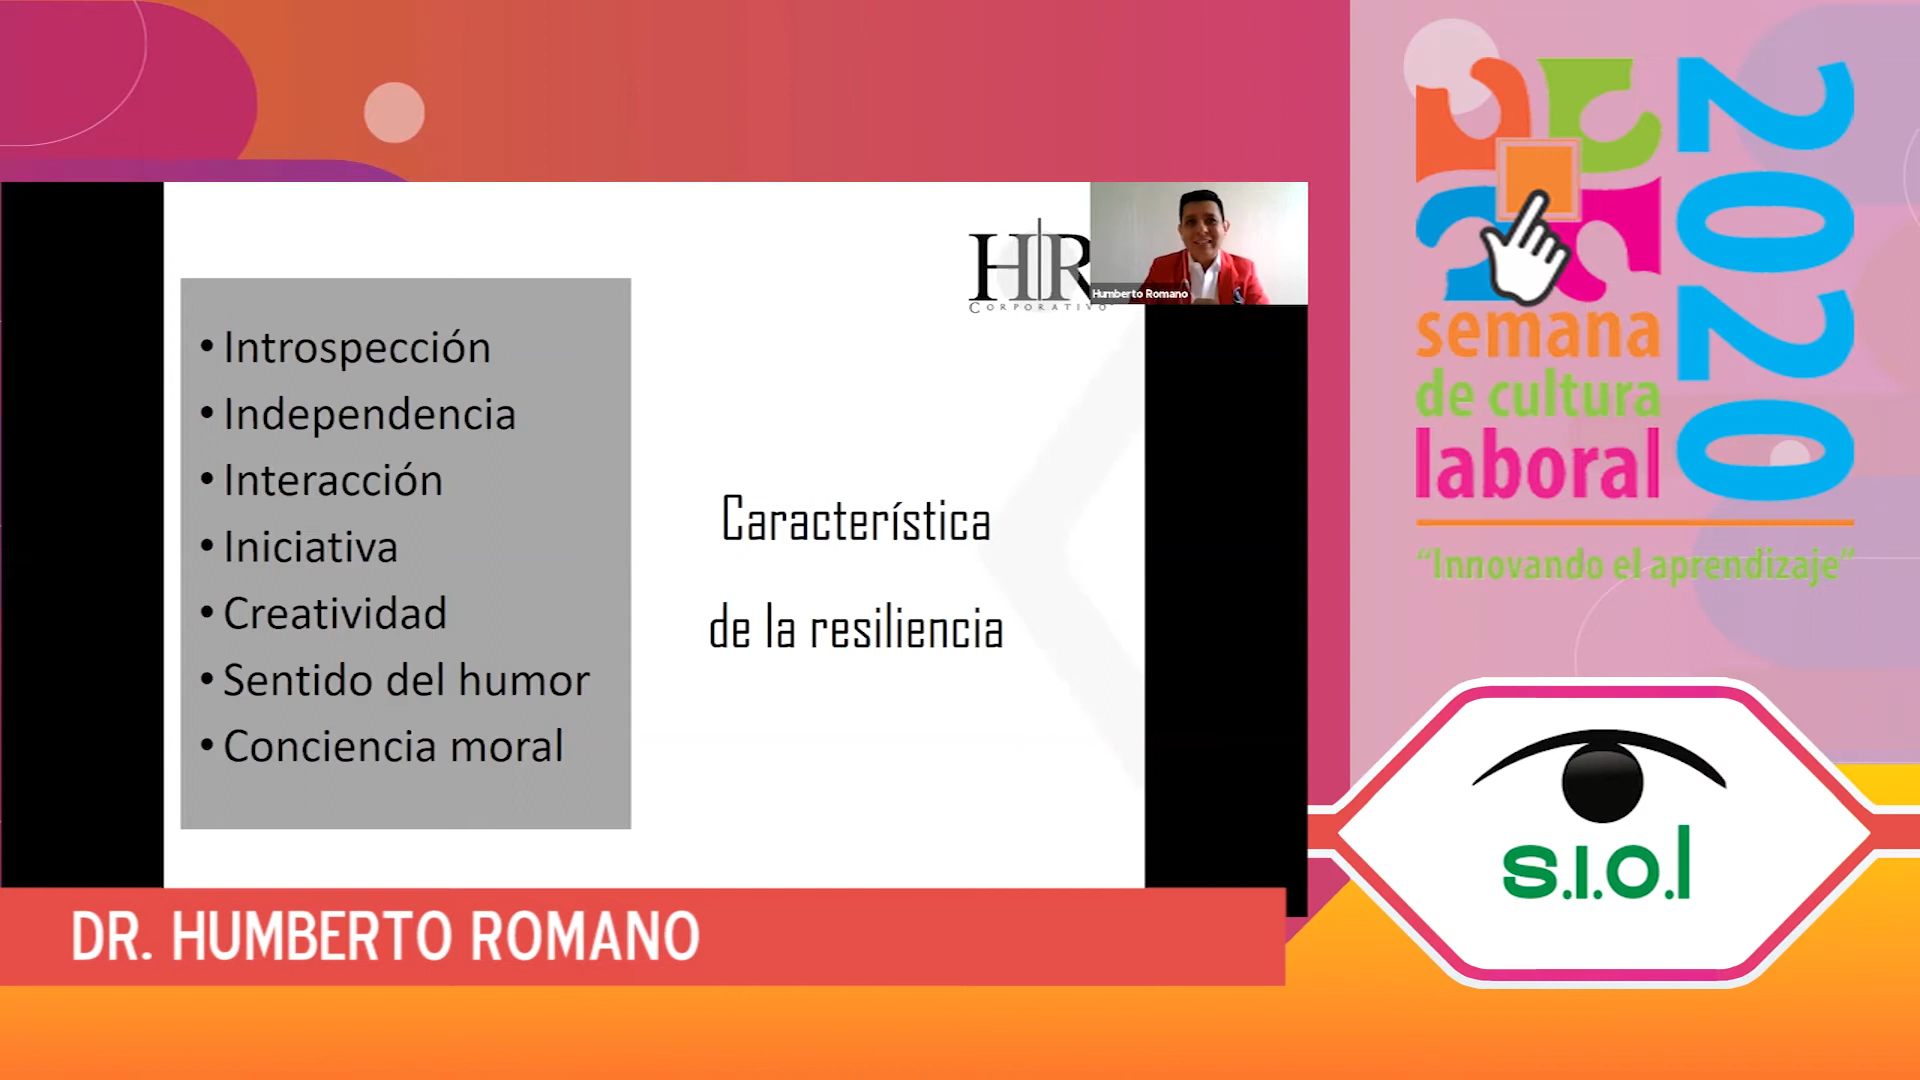 • Introspección
• Independencia
• Interacción
• Iniciativa
• Creatividad
• Sentido del humor
• Conciencia moral
Característica
de la resiliencia
HR
CORPORATIVO
Humberto Romano
DR. HUMBERTO ROMANO
2020
semana
de cultura
laboral
“Innovando el aprendizaje”
s.i.o.l